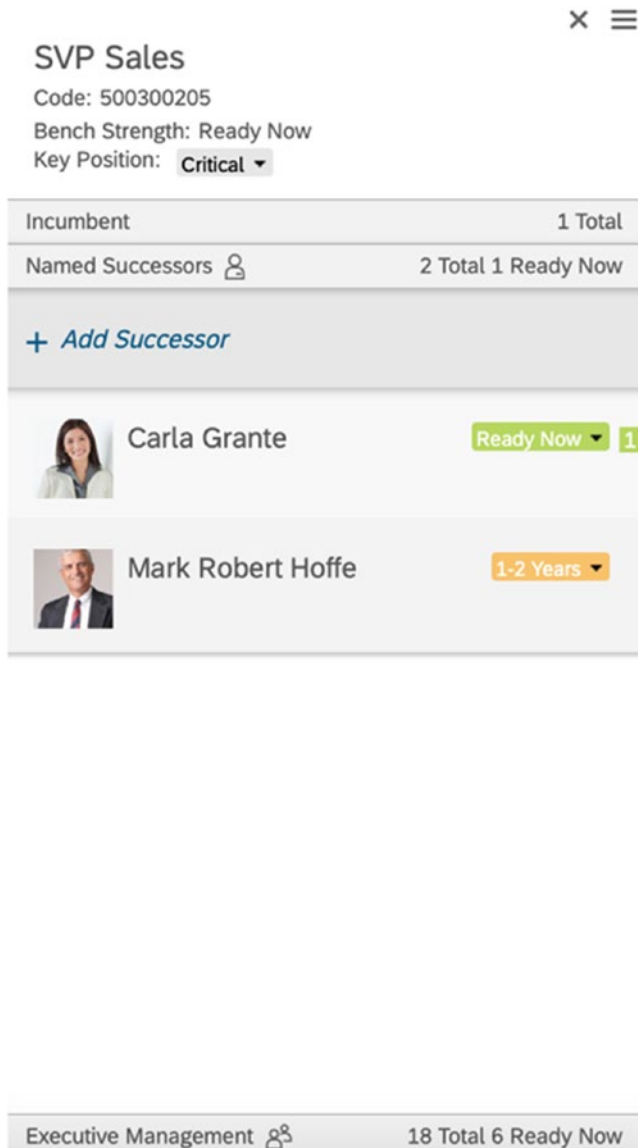 SVP Sales
Code: 500300205
Bench Strength: Ready Now
Key Position: Critical
Incumbent 1 Total
Named Successors 2 Total 1 Ready Now
+ Add Successor
Carla Grante Ready Now 1
Mark Robert Hoffe 1-2 Years
Executive Management 18 Total 6 Ready Now